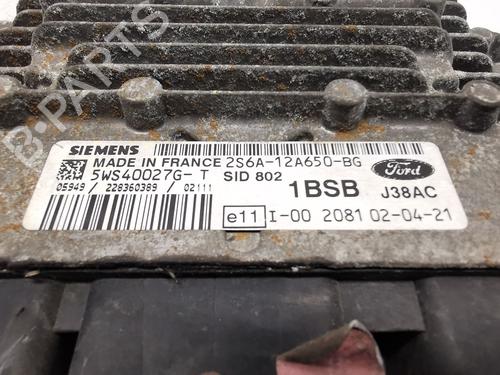 SIEMENS
MADE IN FRANCE 2S6A-12A650-BG
5WS40027G- T SID 802
05949 / 228360389 / 02111
1BSB J38AC
Ford
e11 I-00 2081 02-04-21
B-PARTS